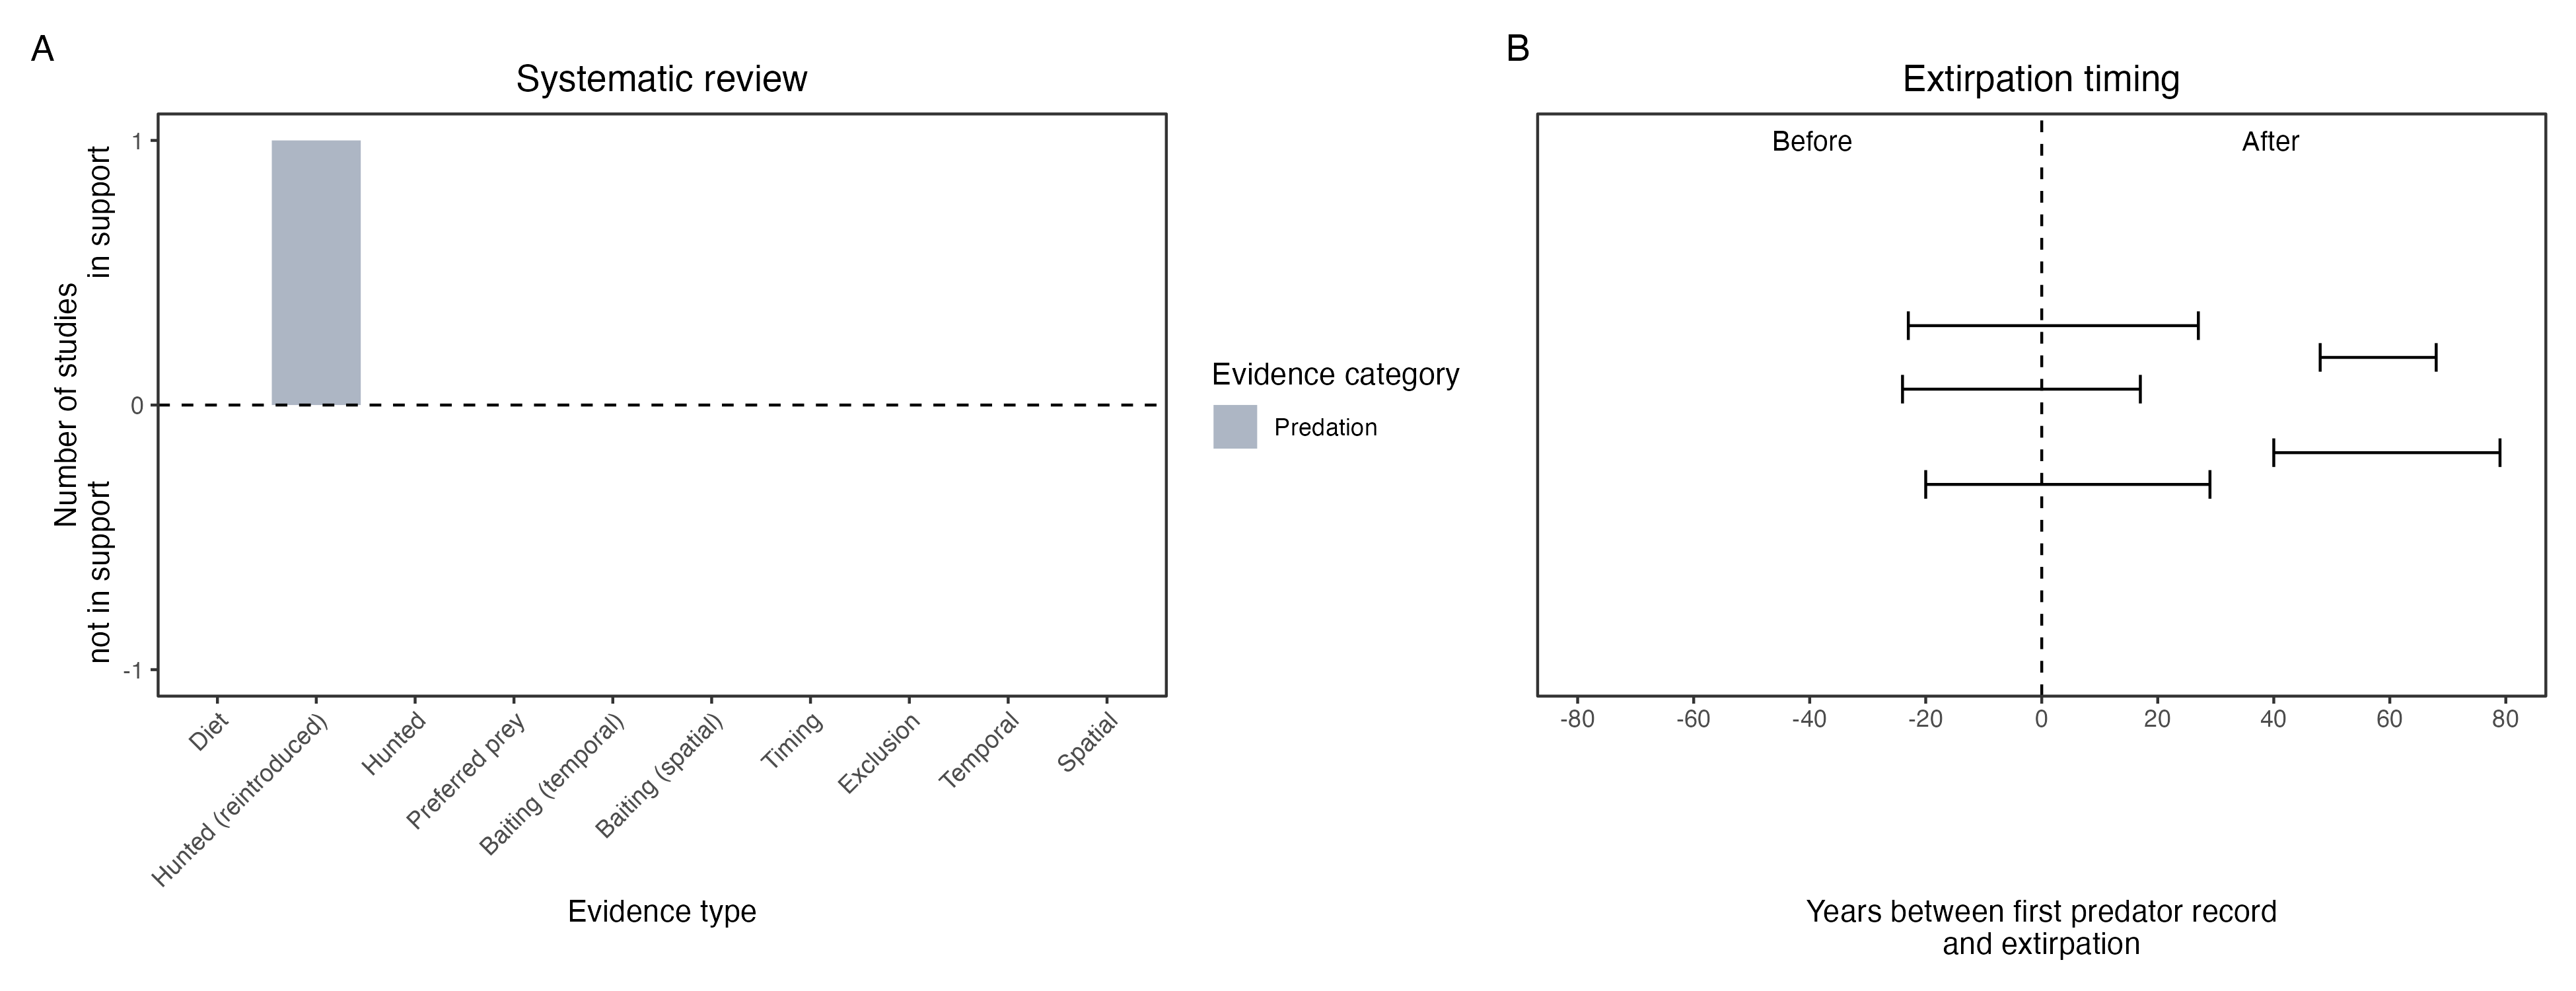 A
Systematic review
Number of studies
in support
not in support
1
0
-1
Diet
Hunted (reintroduced)
Hunted
Preferred prey
Baiting (temporal)
Baiting (spatial)
Timing
Exclusion
Temporal
Spatial
Evidence type
Evidence category
Predation
B
Extirpation timing
Before
After
-80
-60
-40
-20
0
20
40
60
80
Years between first predator record
and extirpation